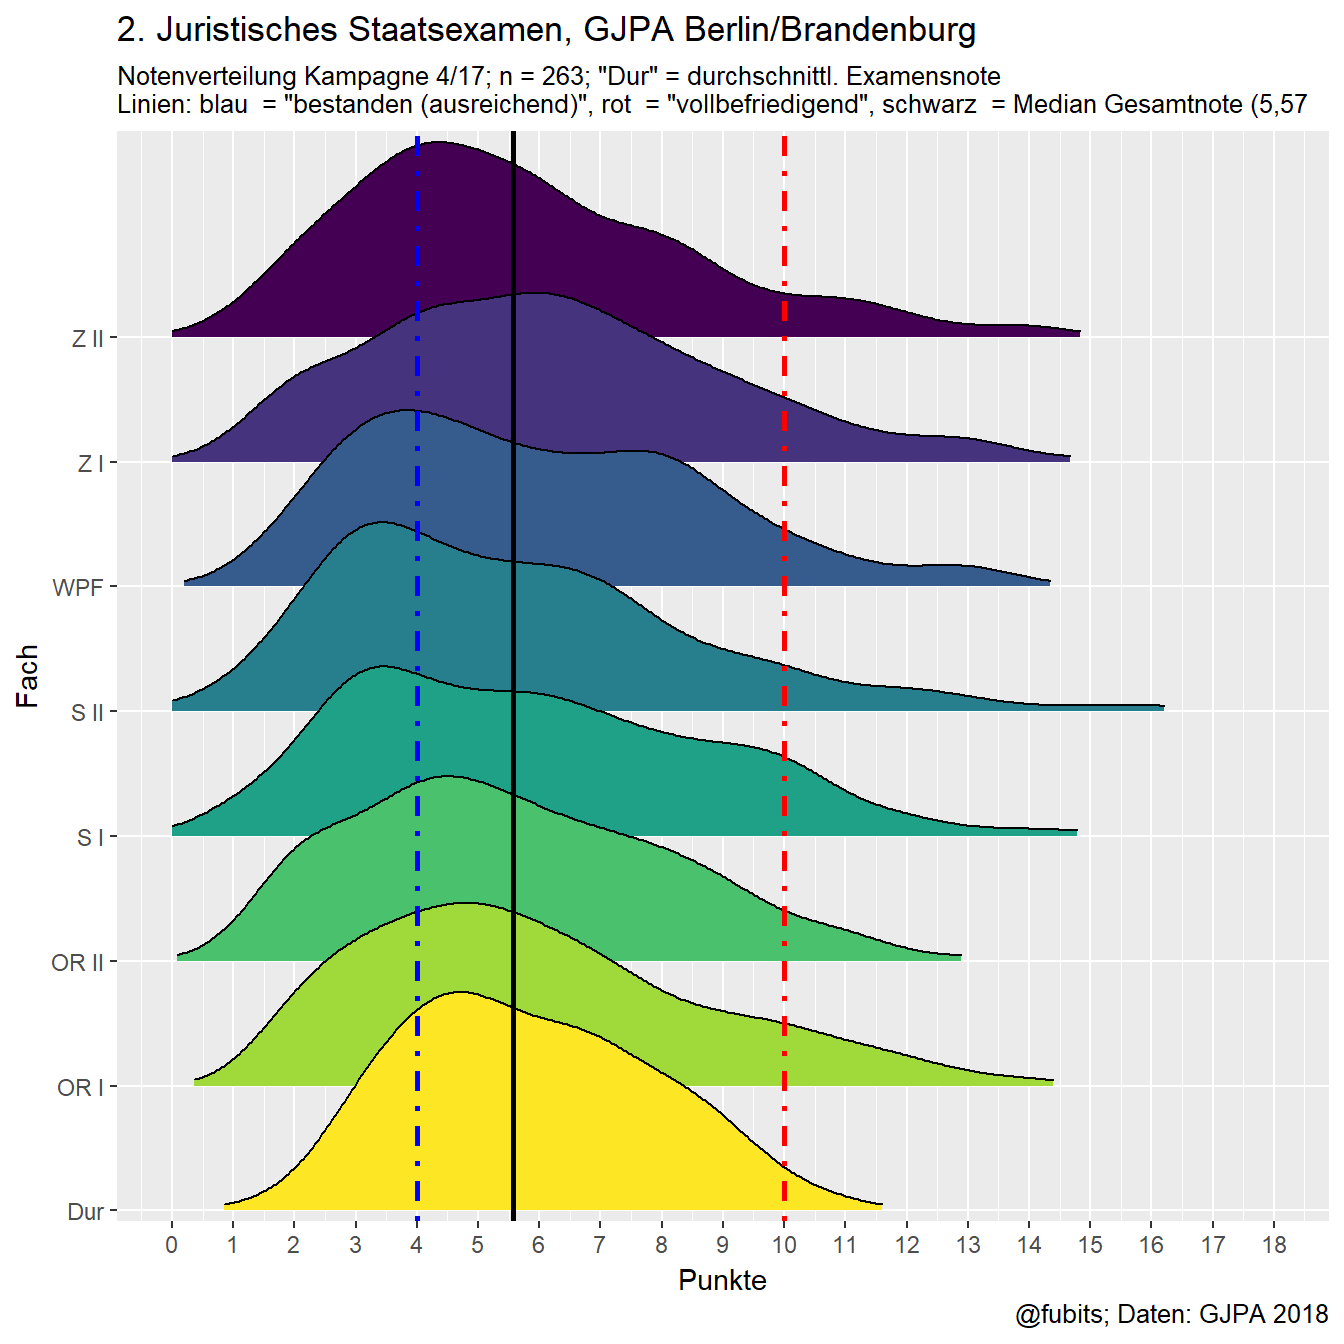 2. Juristisches Staatsexamen, GJPA Berlin/Brandenburg
Notenverteilung Kampagne 4/17; n = 263; "Dur" = durchschnittl. Examensnote
Linien: blau  = "bestanden (ausreichend)", rot  = "vollbefriedigend", schwarz  = Median Gesamtnote (5,57
Z II
Z I
WPF
S II
S I
OR II
OR I
Dur
Fach
0 1 2 3 4 5 6 7 8 9 10 11 12 13 14 15 16 17 18
Punkte
@fubits; Daten: GJPA 2018